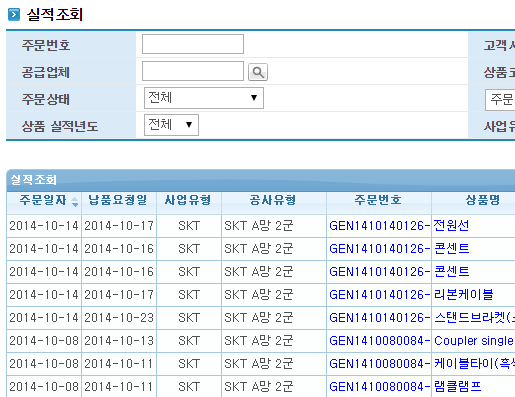 실적조회
주문번호 고객사
공급업체 상품코
주문상태 전체 주문
상품 실적년도 전체 사업유
실적조회
주문일자 납품요청일 사업유형 공사유형 주문번호 상품명
2014-10-14 2014-10-17 SKT SKT A망 2군 GEN1410140126- 전원선
2014-10-14 2014-10-16 SKT SKT A망 2군 GEN1410140126- 콘센트
2014-10-14 2014-10-16 SKT SKT A망 2군 GEN1410140126- 콘센트
2014-10-14 2014-10-17 SKT SKT A망 2군 GEN1410140126- 리본케이블
2014-10-14 2014-10-23 SKT SKT A망 2군 GEN1410140126- 스탠드브라켓(
2014-10-08 2014-10-13 SKT SKT A망 2군 GEN1410080084- Coupler single
2014-10-08 2014-10-11 SKT SKT A망 2군 GEN1410080084- 케이블타이(흑색
2014-10-08 2014-10-11 SKT SKT A망 2군 GEN1410080084- 램클램프